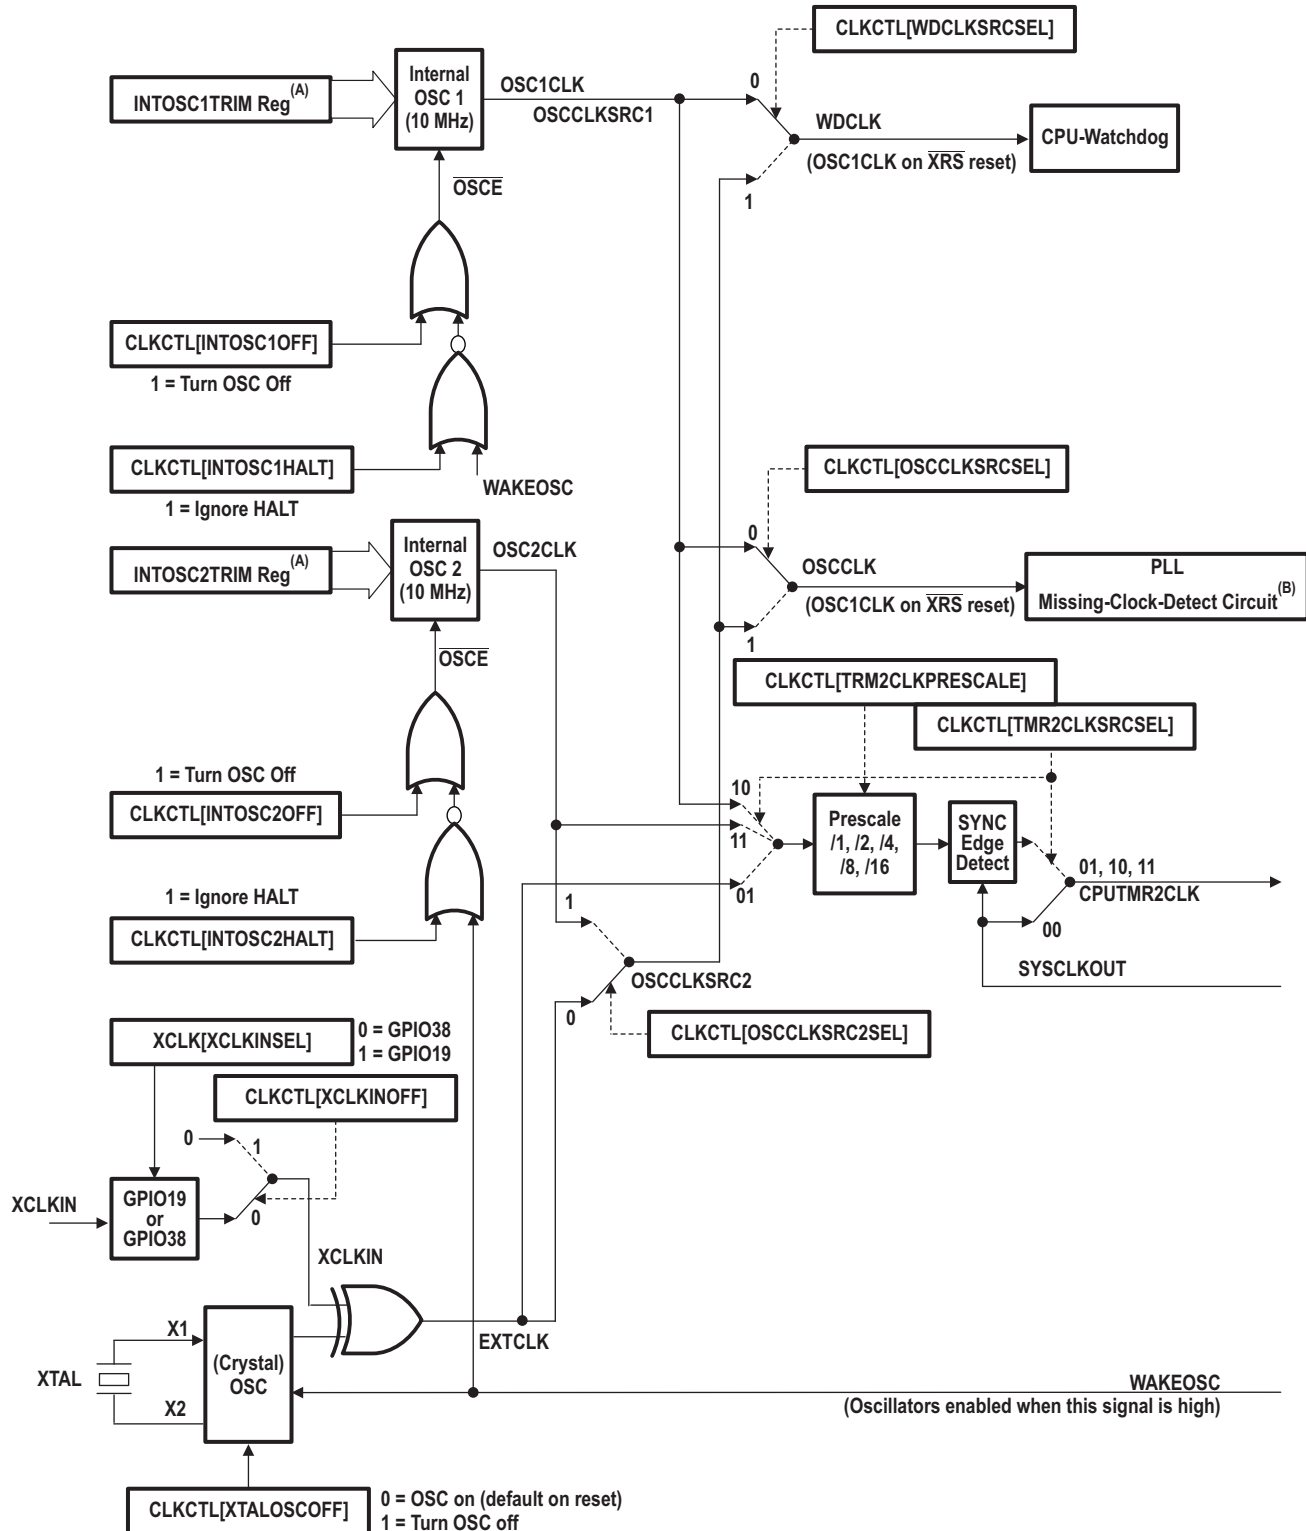 CLKCTL[WDCLKSRCSEL]
Internal
OSC 1
(10 MHz)
INTOSC1TRIM Reg(A)
OSC1CLK
OSCCLKSRC1
0
WDCLK
(OSC1CLK on XRS reset)
CPU-Watchdog
1
OSCE
CLKCTL[INTOSC1OFF]
1 = Turn OSC Off
CLKCTL[INTOSC1HALT]
1 = Ignore HALT
WAKEOSC
CLKCTL[OSCCLKSRCSEL]
INTOSC2TRIM Reg(A)
Internal
OSC 2
(10 MHz)
OSC2CLK
0
OSCCLK
(OSC1CLK on XRS reset)
PLL
Missing-Clock-Detect Circuit(B)
1
OSCE
CLKCTL[TRM2CLKPRESCALE]
CLKCTL[TMR2CLKSRCSEL]
1 = Turn OSC Off
CLKCTL[INTOSC2OFF]
10
11
01
Prescale
/1, /2, /4,
/8, /16
SYNC
Edge
Detect
01, 10, 11
CPUTMR2CLK
00
SYSCLKOUT
1 = Ignore HALT
CLKCTL[INTOSC2HALT]
1
OSCCLKSRC2
0
CLKCTL[OSCCLKSRC2SEL]
XCLK[XCLKINSEL]
0 = GPIO38
1 = GPIO19
CLKCTL[XCLKINOFF]
0
1
0
XCLKIN
GPIO19
or
GPIO38
XCLKIN
EXTCLK
XTAL
X1
X2
(Crystal)
OSC
WAKEOSC
(Oscillators enabled when this signal is high)
CLKCTL[XTALOSCOFF]
0 = OSC on (default on reset)
1 = Turn OSC off